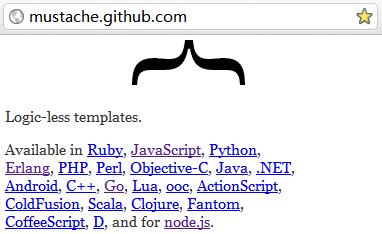 mustache.github.com
Logic-less templates.
Available in Ruby, JavaScript, Python,
Erlang, PHP, Perl, Objective-C, Java, .NET,
Android, C++, Go, Lua, ooc, ActionScript,
ColdFusion, Scala, Clojure, Fantom,
CoffeeScript, D, and for node.js.